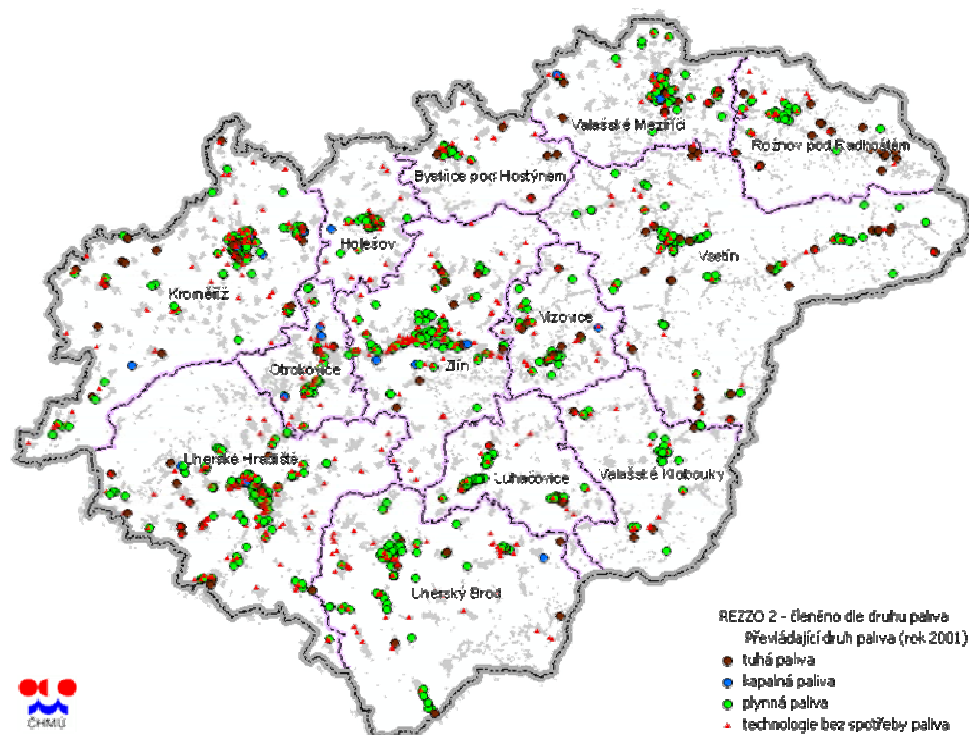 Valašské Meziříčí
Rožnov pod Radhoštěm
Bystřice pod Hostýnem
Holešov
Vsetín
Kroměříž
Vizovice
Otrokovice
Zlín
Uherské Hradiště
Luhačovice
Valašské Klobouky
Uherský Brod
REZZO 2 - členěno dle druhu paliva
Převládající druh paliva (rok 2001)
tuhá paliva
kapalná paliva
plynná paliva
technologie bez spotřeby paliva
ČHMÚ